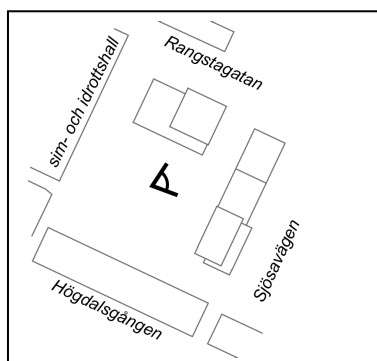 Rangstagatan
sim- och idrottshall
Sjösavägen
Högdalsgången